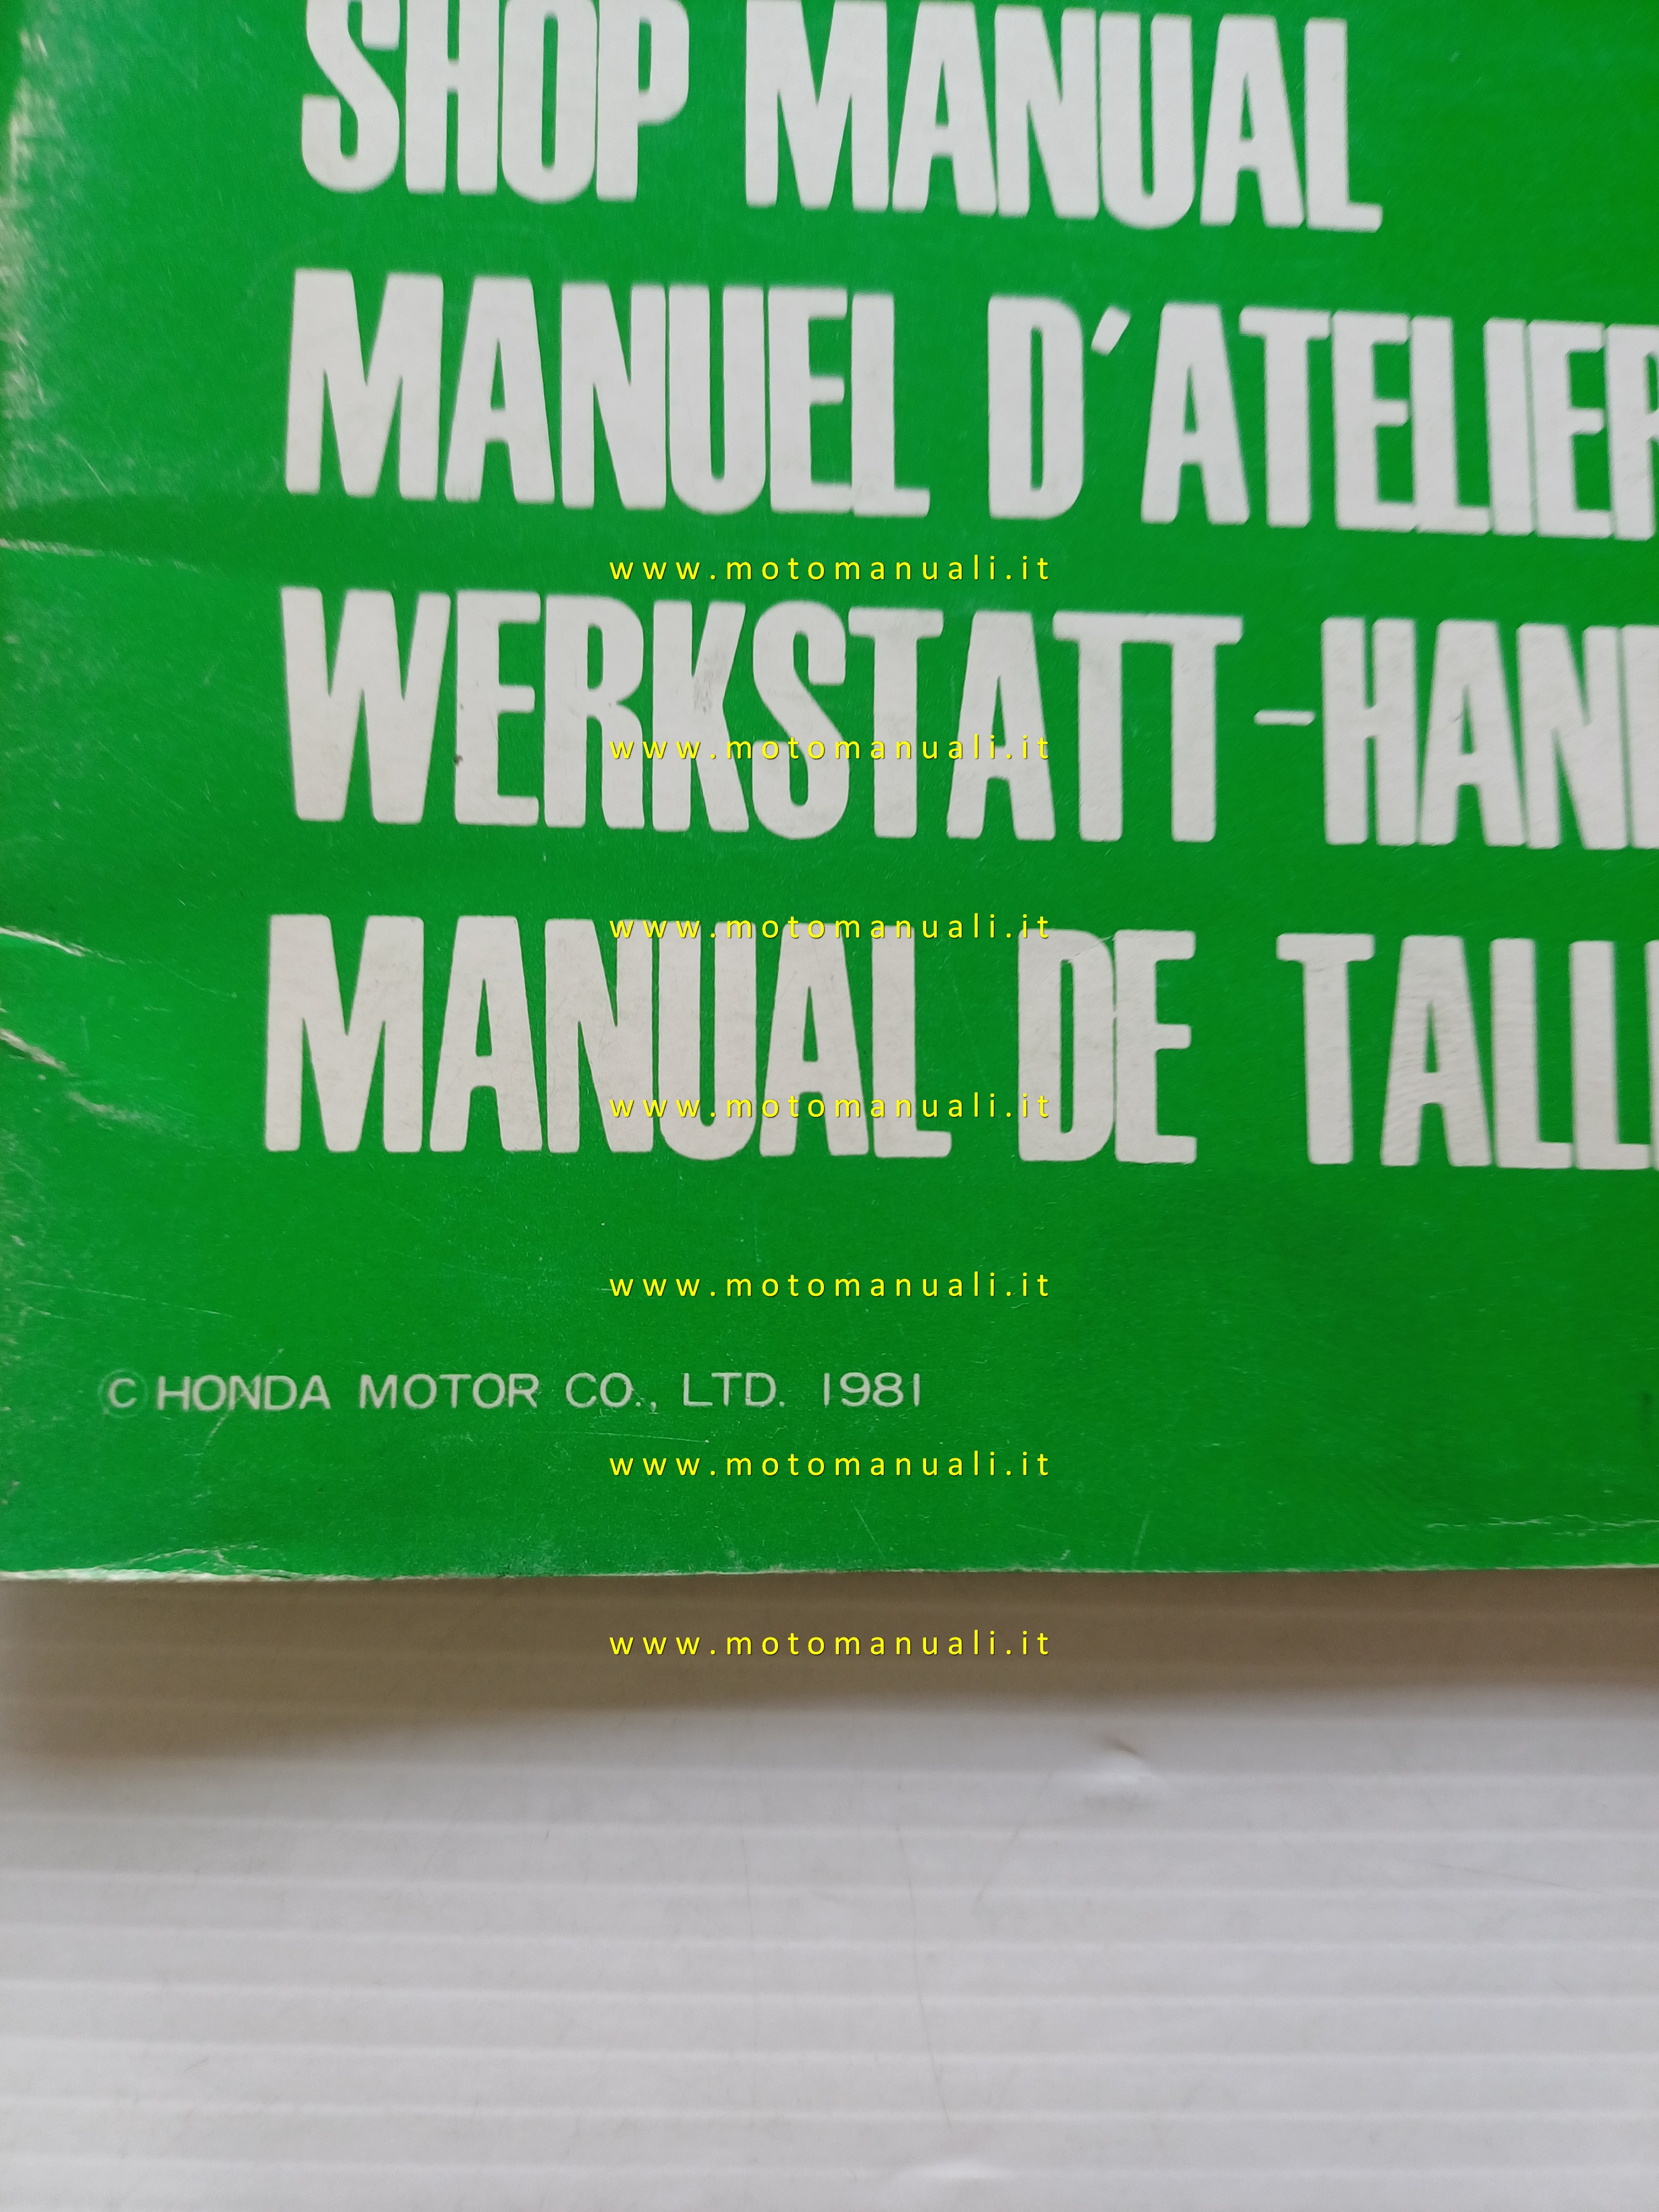 SHOP MANUAL
MANUEL D'ATELIER
www.motomanuali.it
WERKSTATT-HAN
www.motomanuali.it
www.motomanuali.it
MANUAL DE TALL
www.motomanuali.it
www.motomanuali.it
© HONDA MOTOR CO., LTD. 1981
www.motomanuali.it
www.motomanuali.it